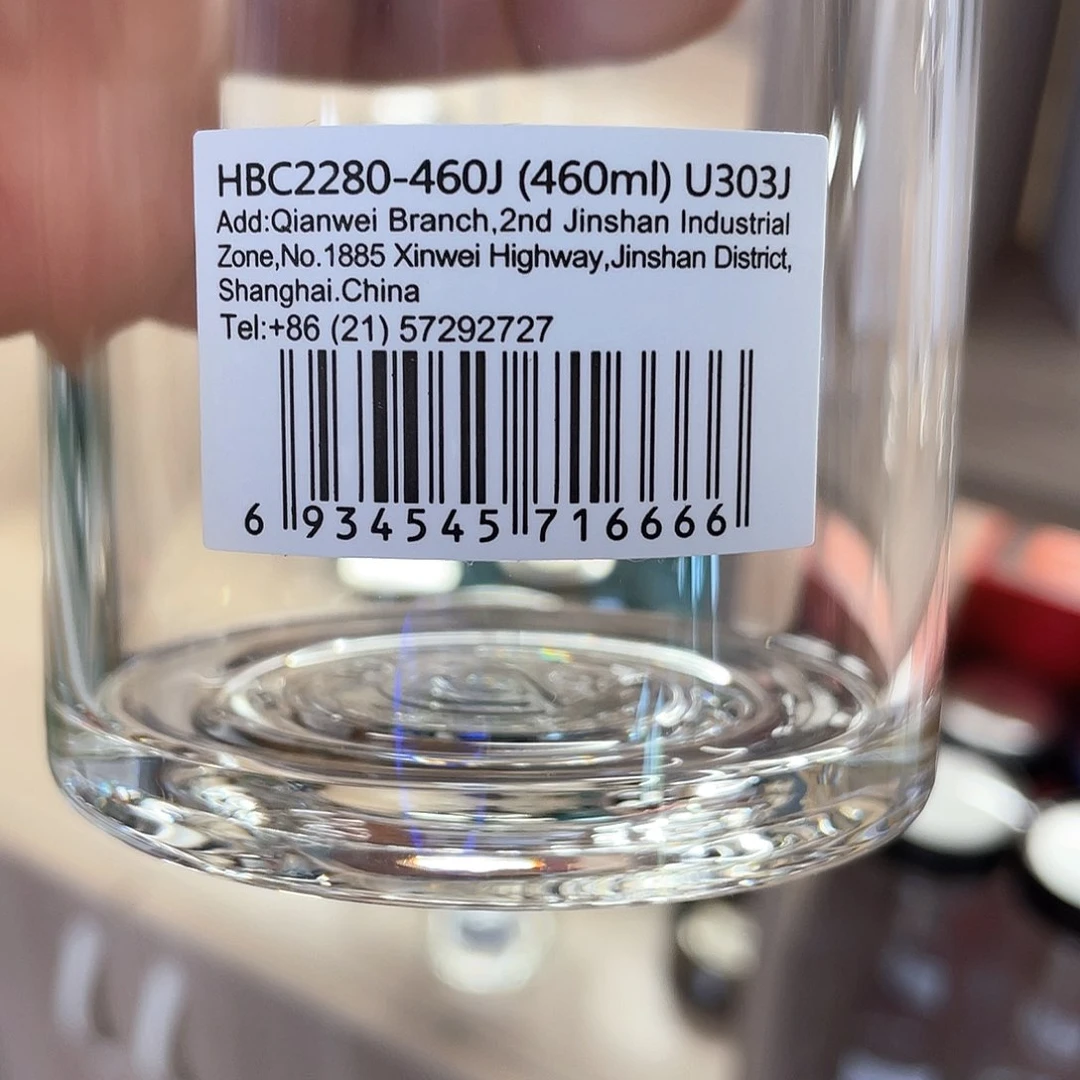 HBC2280-460J (460ml) U303J
Add:Qianwei Branch,2nd Jinshan Industrial
Zone,No.1885 Xinwei Highway,Jinshan District,
Shanghai.China
Tel:+86 (21) 57292727
6 934545 716666